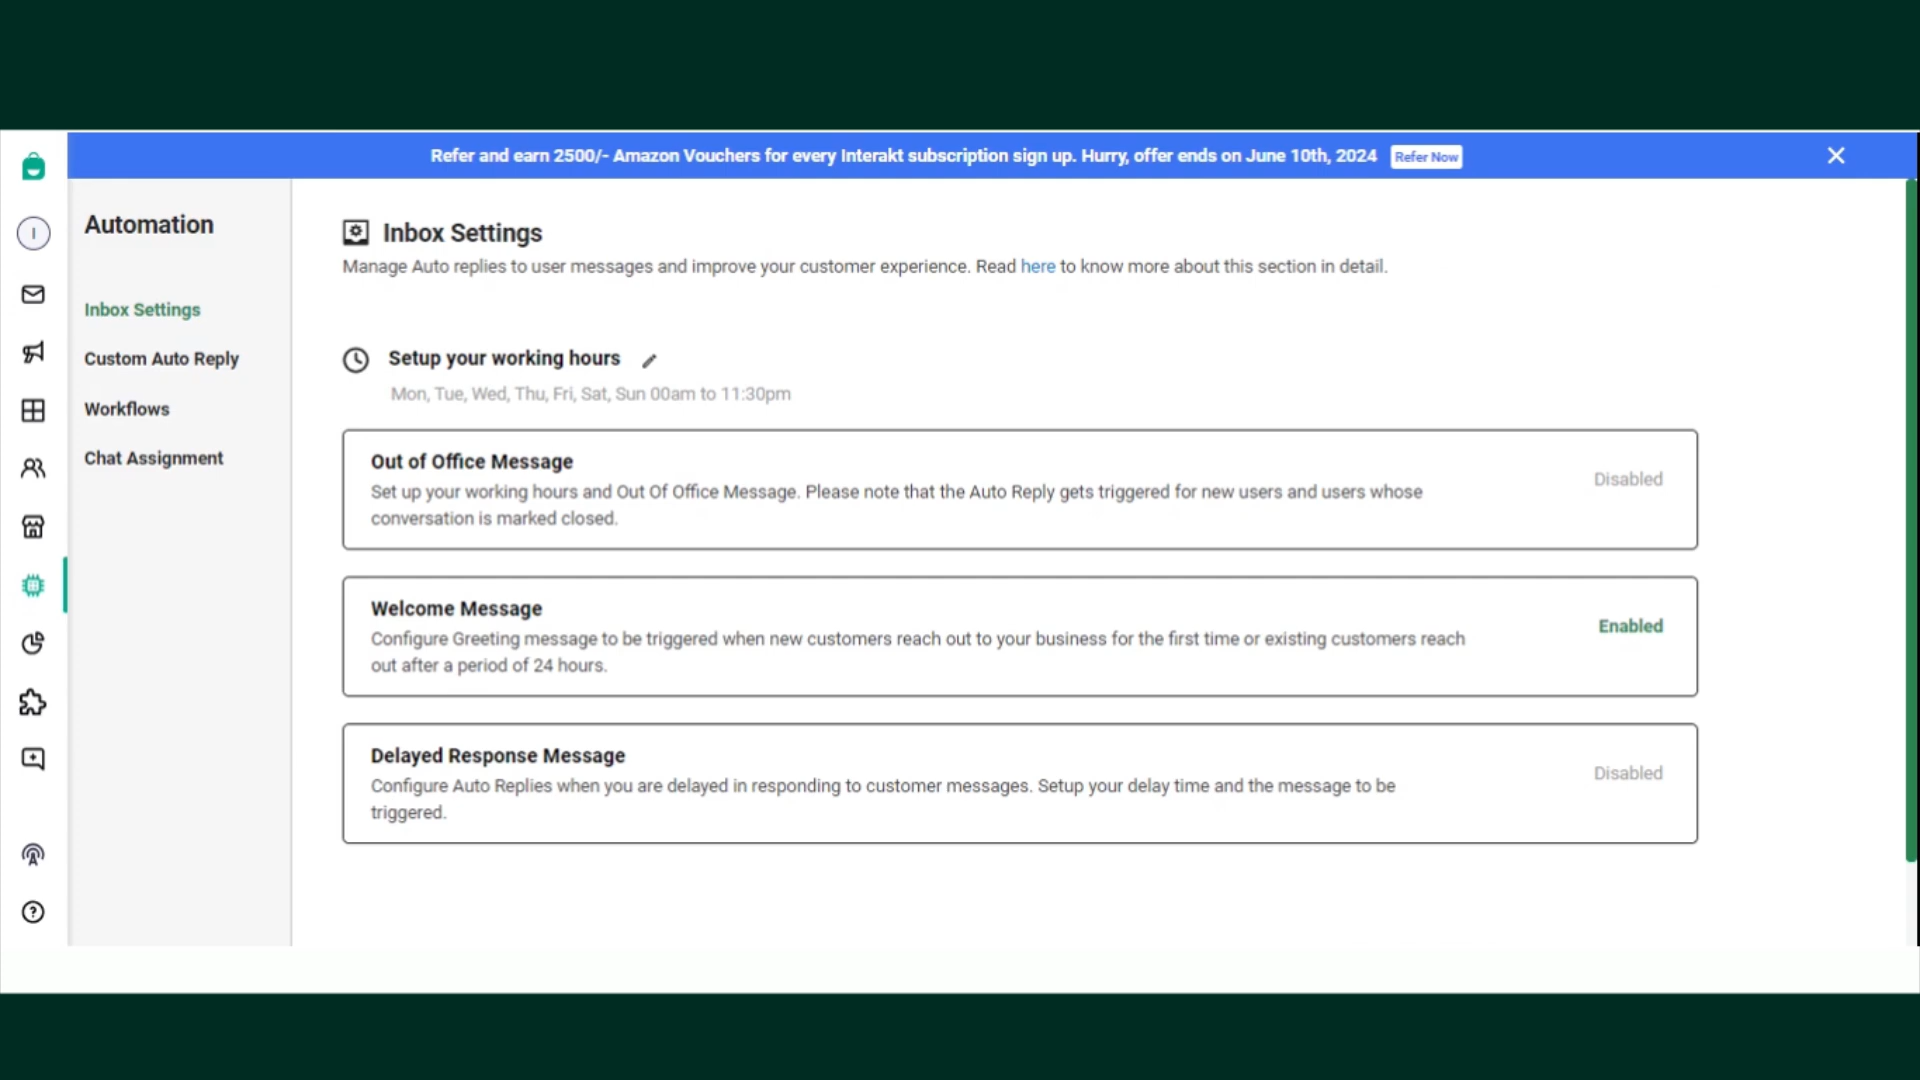 Refer and earn 2500/- Amazon Vouchers for every Interakt subscription sign up. Hurry, offer ends on June 10th, 2024 Refer Now
I
Automation
Inbox Settings
Custom Auto Reply
Workflows
Chat Assignment
Inbox Settings
Manage Auto replies to user messages and improve your customer experience. Read here to know more about this section in detail.
Setup your working hours
Mon, Tue, Wed, Thu, Fri, Sat, Sun 00am to 11:30pm
Out of Office Message
Set up your working hours and Out Of Office Message. Please note that the Auto Reply gets triggered for new users and users whose
conversation is marked closed.
Disabled
Welcome Message
Configure Greeting message to be triggered when new customers reach out to your business for the first time or existing customers reach
out after a period of 24 hours.
Enabled
Delayed Response Message
Configure Auto Replies when you are delayed in responding to customer messages. Setup your delay time and the message to be
triggered.
Disabled